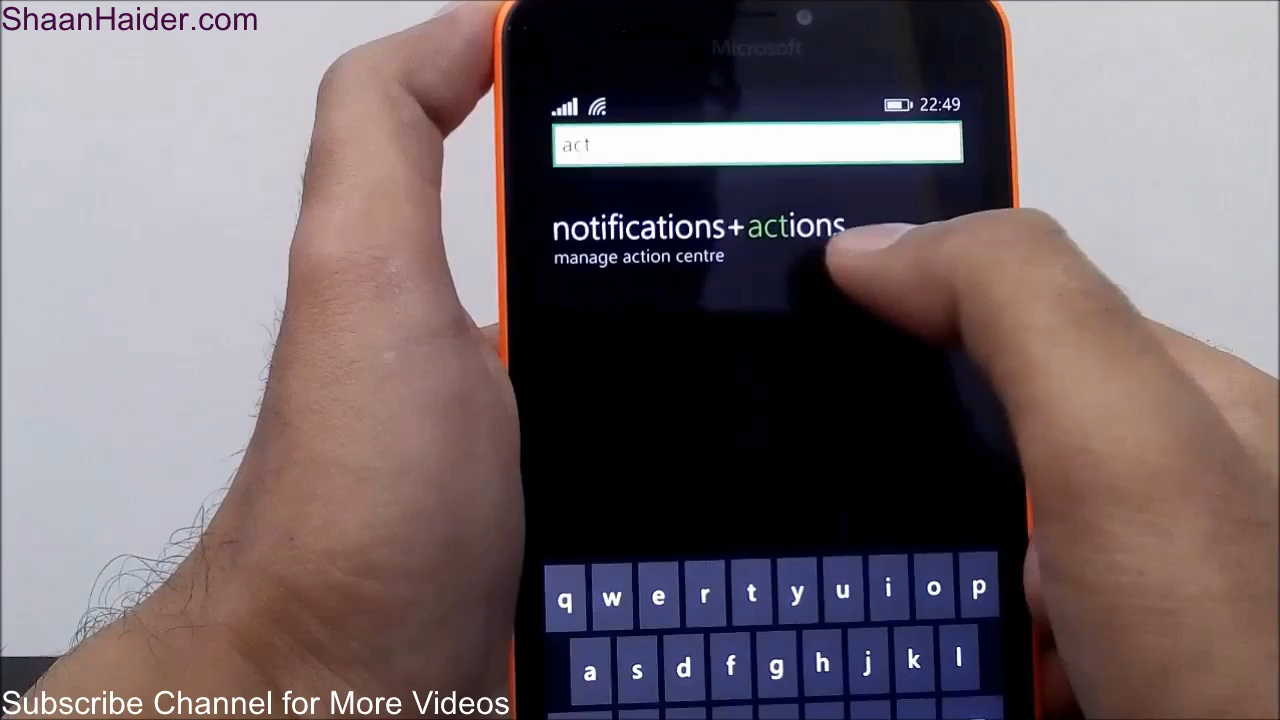 ShaanHaider.com
Microsoft
22:49
act
notifications+actions
manage action centre
q w e r t y u i o p
a s d f g h j k l
Subscribe Channel for More Videos